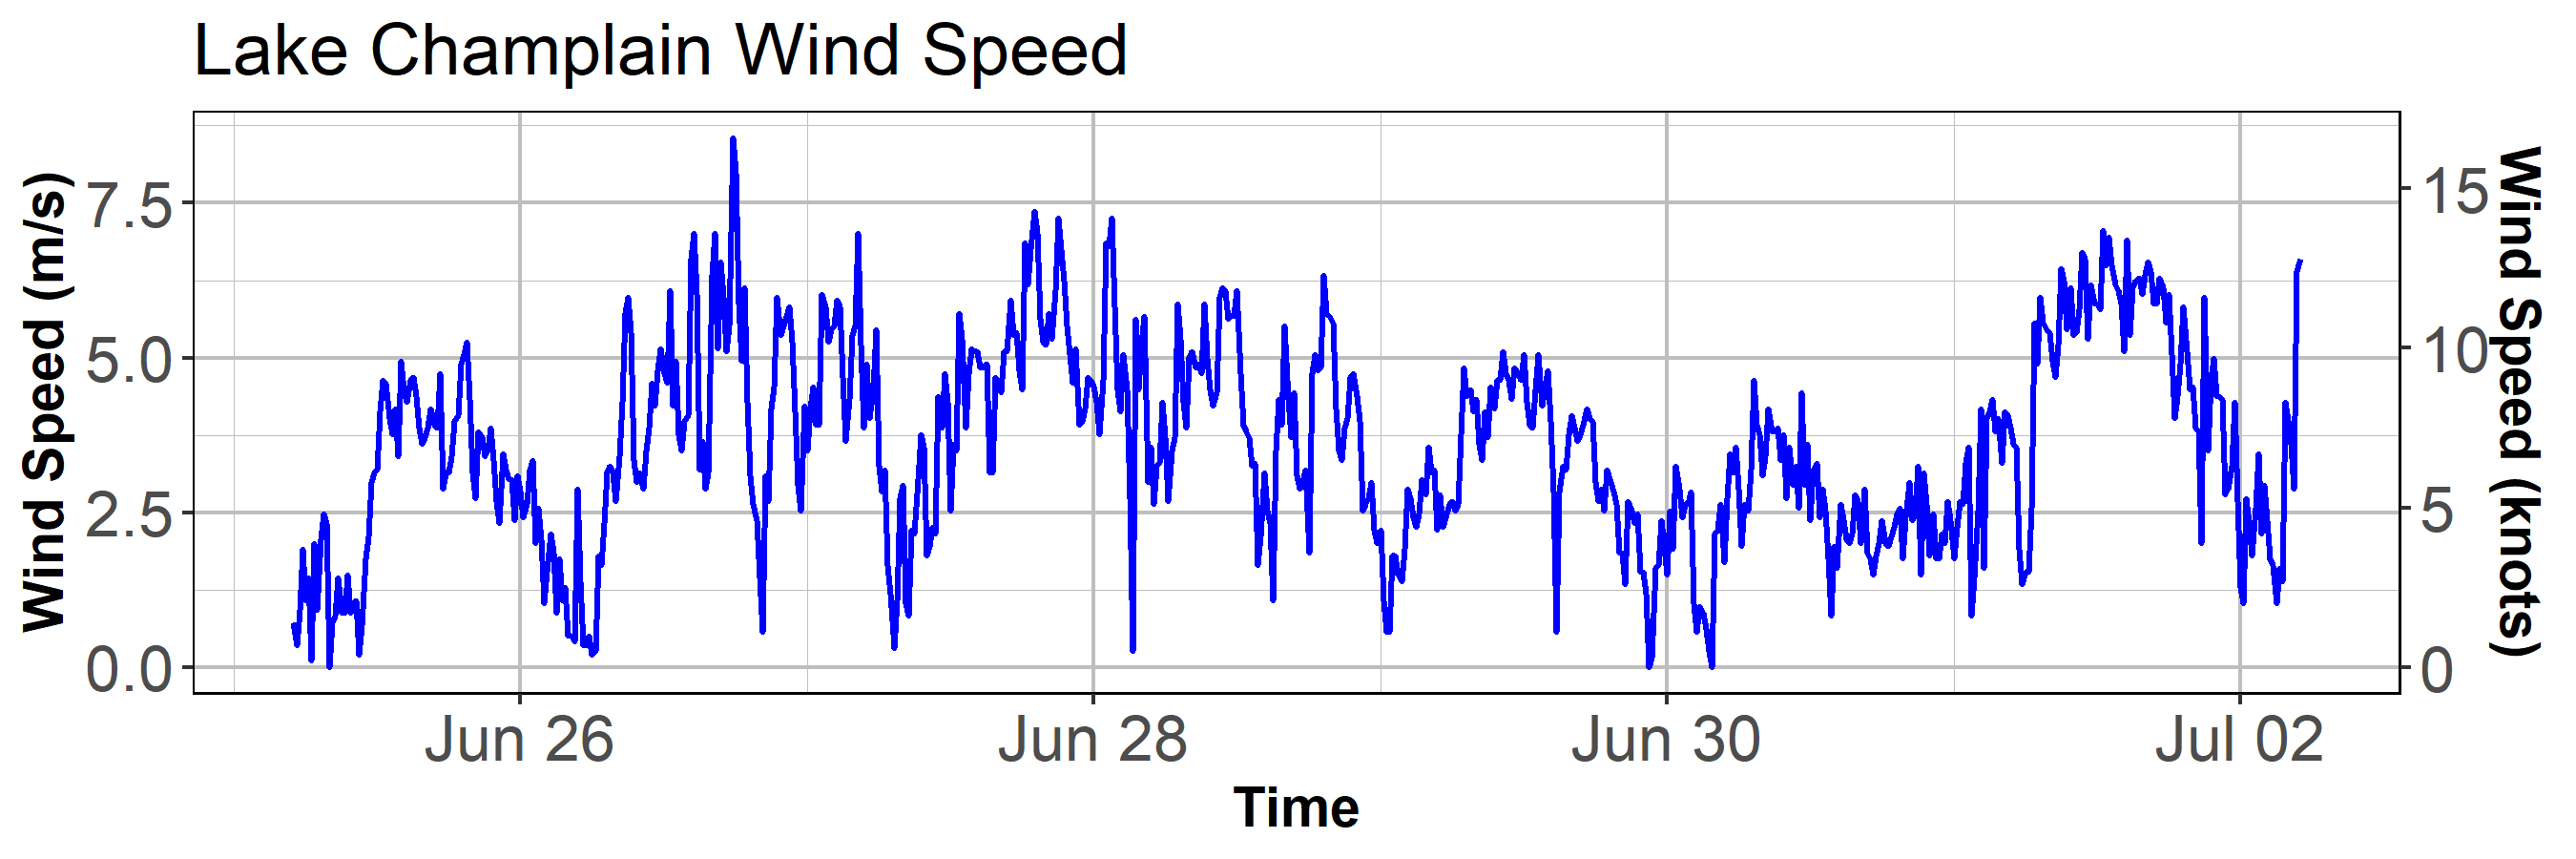 Lake Champlain Wind Speed
Wind Speed (m/s)
7.5
5.0
2.5
0.0
15
10
5
0
Wind Speed (knots)
Jun 26
Jun 28
Jun 30
Jul 02
Time